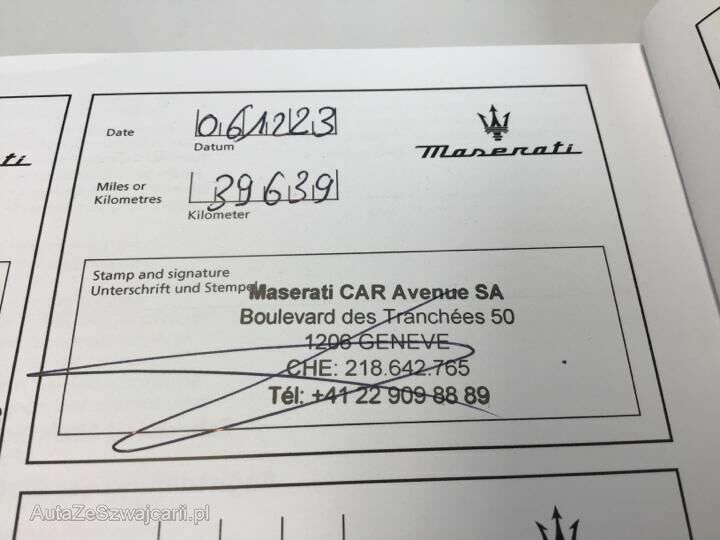 Date
061223
Datum
Maserati
Miles or
Kilometres
39639
Kilometer
Stamp and signature
Unterschrift und Stempel
Maserati CAR Avenue SA
Boulevard des Tranchées 50
1206 GENEVE
CHE: 218.642.765
Tél: +41 22 909 88 89
AutaZeSzwajcarii.pl